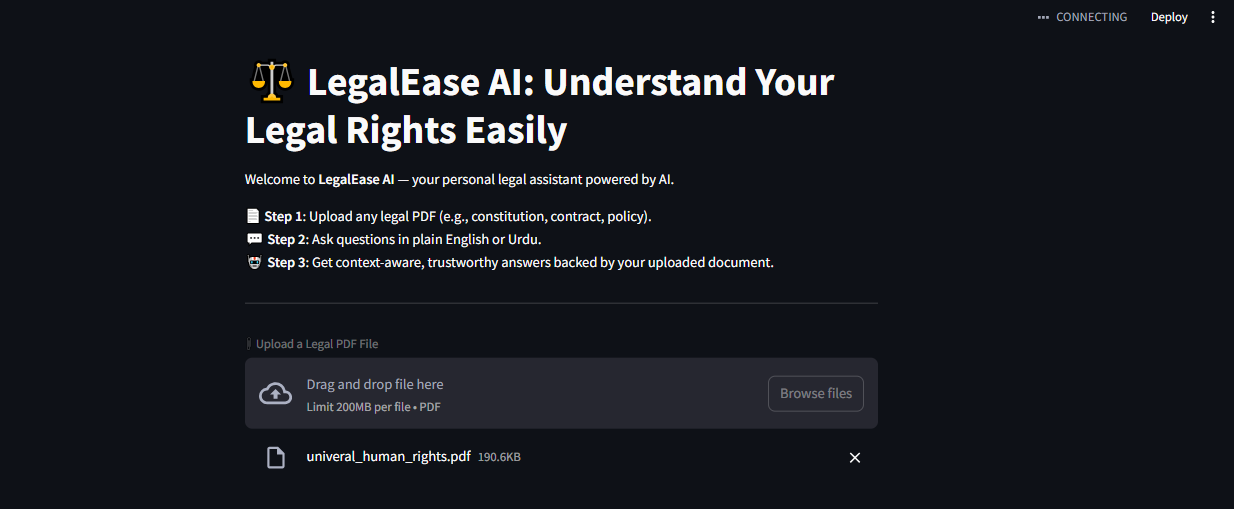 CONNECTING Deploy
⚖️ LegalEase AI: Understand Your
Legal Rights Easily
Welcome to LegalEase AI — your personal legal assistant powered by AI.
Step 1: Upload any legal PDF (e.g., constitution, contract, policy).
Step 2: Ask questions in plain English or Urdu.
Step 3: Get context-aware, trustworthy answers backed by your uploaded document.
Upload a Legal PDF File
Drag and drop file here
Limit 200MB per file • PDF
Browse files
univeral_human_rights.pdf 190.6KB